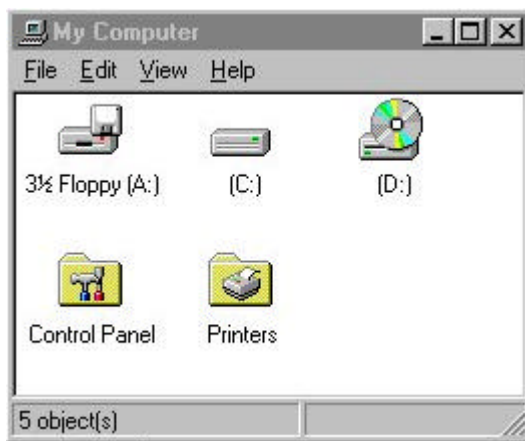 My Computer
File Edit View Help
3½ Floppy (A:) (C:) (D:)
Control Panel Printers
5 object(s)